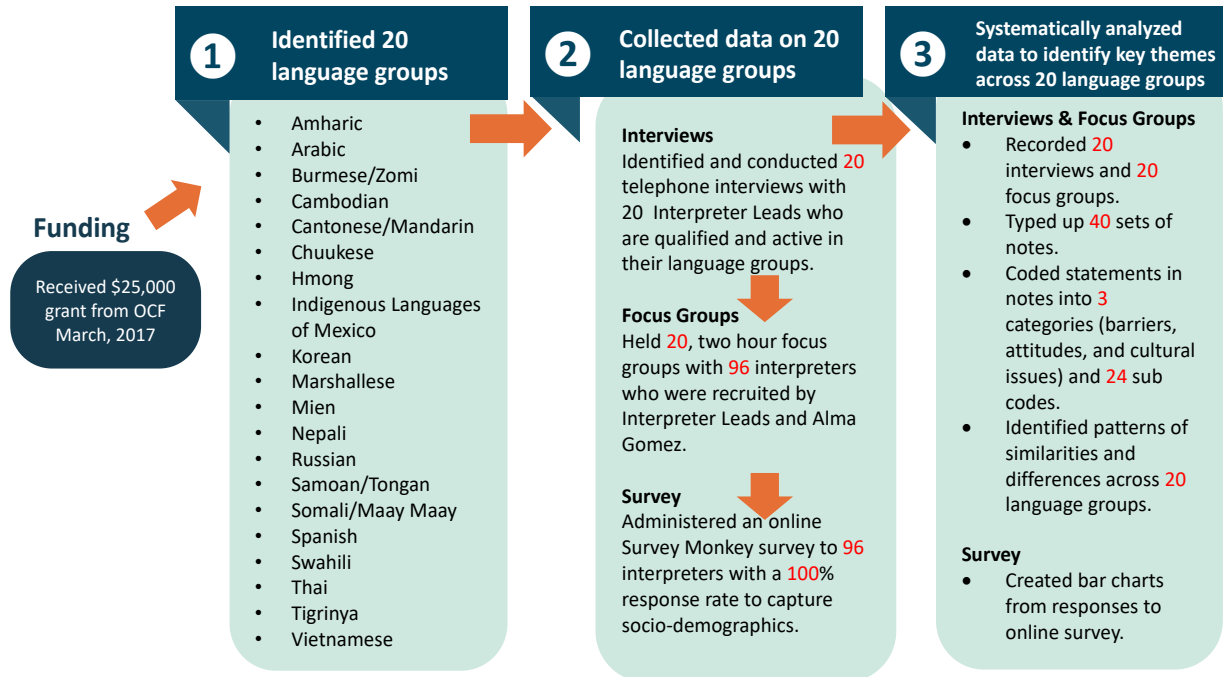 Funding
Received $25,000
grant from OCF
March, 2017
1
Identified 20
language groups
• Amharic
• Arabic
• Burmese/Zomi
• Cambodian
• Cantonese/Mandarin
• Chuukese
• Hmong
• Indigenous Languages
of Mexico
• Korean
• Marshallese
• Mien
• Nepali
• Russian
• Samoan/Tongan
• Somali/Maay Maay
• Spanish
• Swahili
• Thai
• Tigrinya
• Vietnamese
2
Collected data on 20
language groups
Interviews
Identified and conducted 20
telephone interviews with
20 Interpreter Leads who
are qualified and active in
their language groups.
Focus Groups
Held 20, two hour focus
groups with 96 interpreters
who were recruited by
Interpreter Leads and Alma
Gomez.
Survey
Administered an online
Survey Monkey survey to 96
interpreters with a 100%
response rate to capture
socio-demographics.
3
Systematically analyzed
data to identify key themes
across 20 language groups
Interviews & Focus Groups
• Recorded 20
interviews and 20
focus groups.
• Typed up 40 sets of
notes.
• Coded statements in
notes into 3
categories (barriers,
attitudes, and cultural
issues) and 24 sub
codes.
• Identified patterns of
similarities and
differences across 20
language groups.
Survey
• Created bar charts
from responses to
online survey.